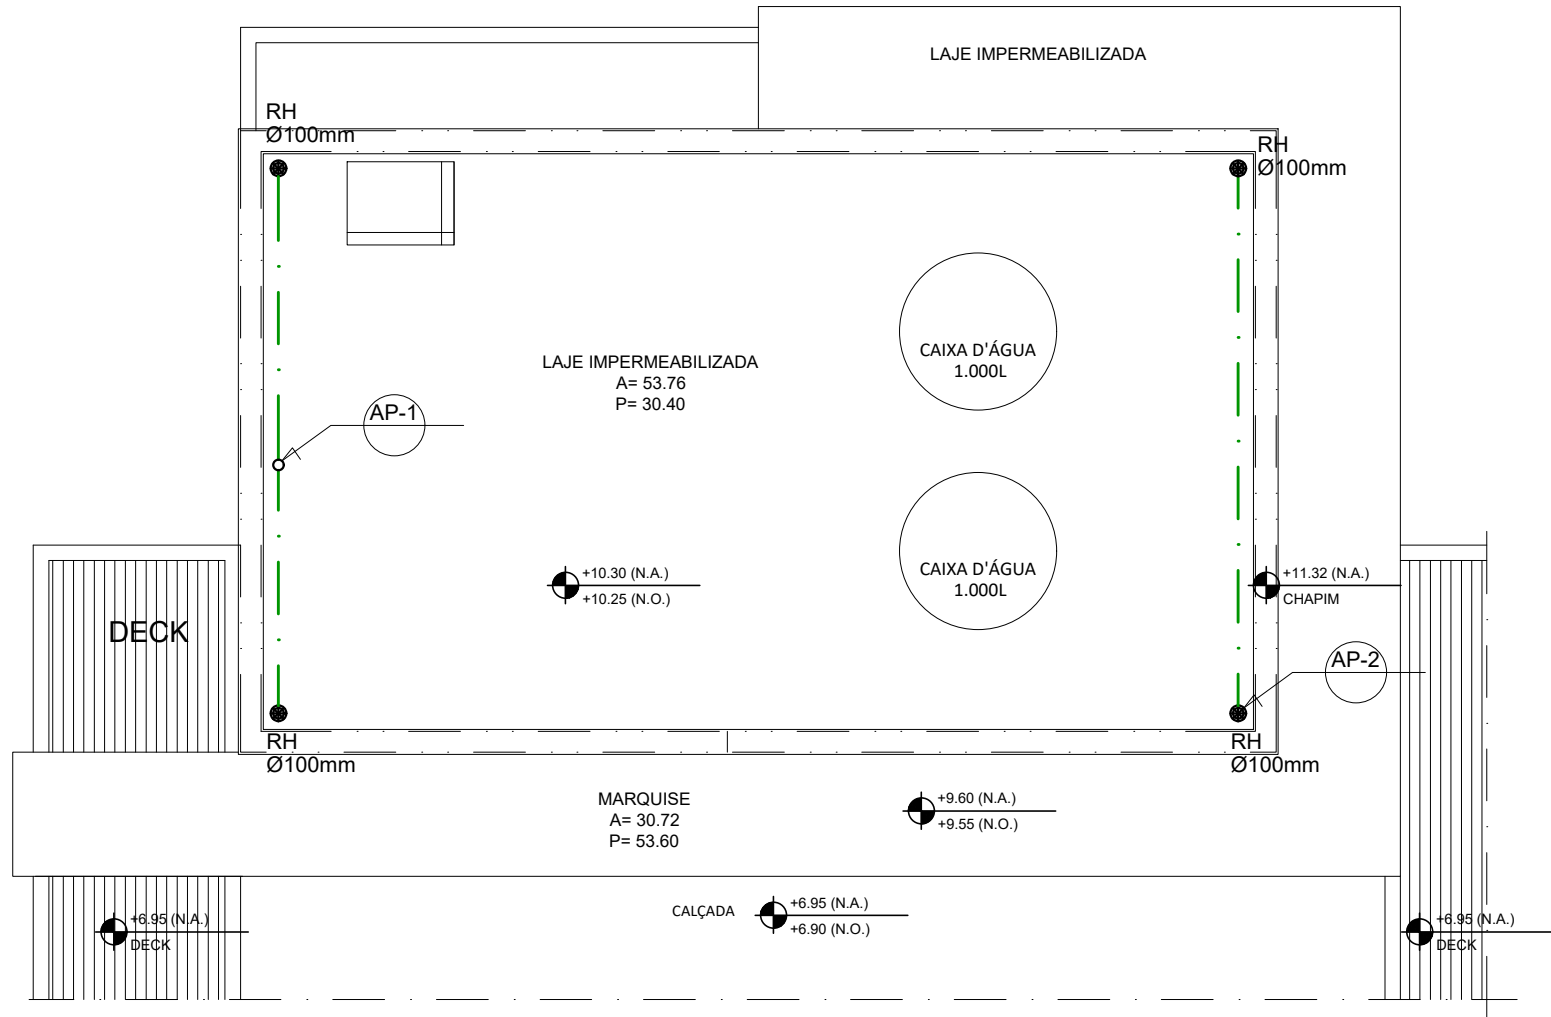 LAJE IMPERMEABILIZADA
RH
Ø100mm
RH
Ø100mm
CAIXA D'ÁGUA
1.000L
LAJE IMPERMEABILIZADA
A= 53.76
P= 30.40
AP-1
CAIXA D'ÁGUA
1.000L
+10.30 (N.A.)
+10.25 (N.O.)
+11.32 (N.A.)
CHAPIM
DECK
AP-2
RH
Ø100mm
RH
Ø100mm
MARQUISE
A= 30.72
P= 53.60
+9.60 (N.A.)
+9.55 (N.O.)
CALÇADA
+6.95 (N.A.)
+6.90 (N.O.)
+6.95 (N.A.)
DECK
+6.95 (N.A.)
DECK